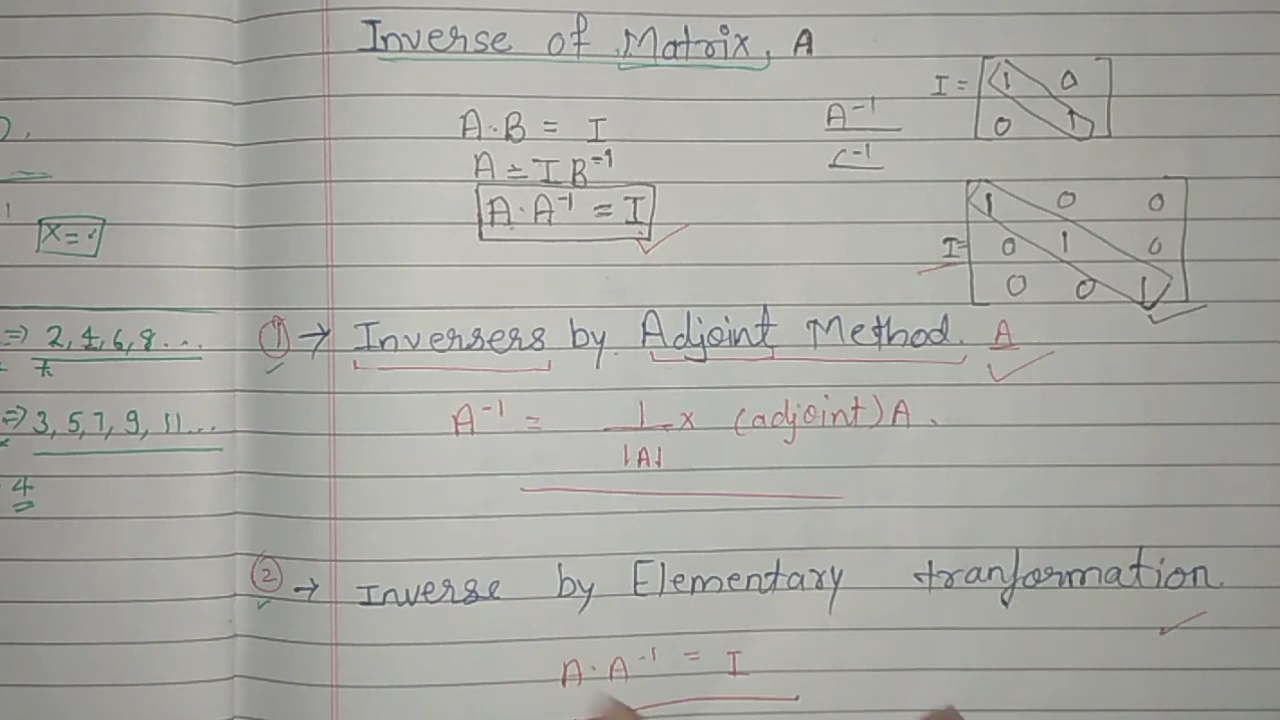 Inverse of Matrix, A
A·B = I
A = I B⁻¹
A·A⁻¹ = I
A⁻¹
C⁻¹
I = [1 0
0 1]
I = [1 0 0
0 1 0
0 0 1]
x =
⇒ 2, 4, 6, 8 ...
⇒ 3, 5, 7, 9, 11...
4
① → Inversers by Adjoint Method. A
A⁻¹ = 1/|A| x (adjoint) A.
② → Inverse by Elementary tranformation.
A·A⁻¹ = I